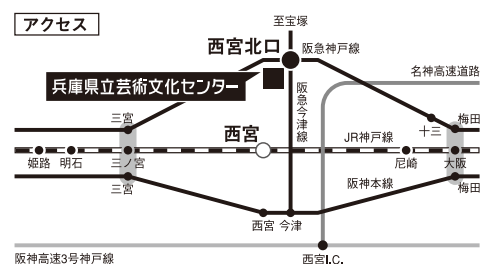 アクセス
至宝塚
西宮北口
阪急神戸線
名神高速道路
兵庫県立芸術文化センター
阪急今津線
三宮
十三
梅田
西宮
JR神戸線
姫路
明石
三ノ宮
尼崎
大阪
三宮
阪神本線
梅田
西宮
今津
阪神高速3号神戸線
西宮I.C.